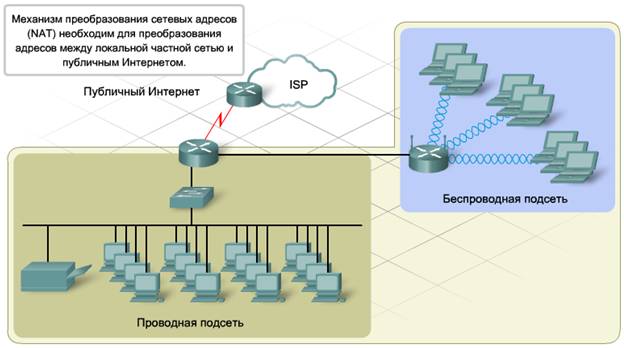 Механизм преобразования сетевых адресов
(NAT) необходим для преобразования
адресов между локальной частной сетью и
публичным Интернетом.
Публичный Интернет
ISP
Беспроводная подсеть
Проводная подсеть